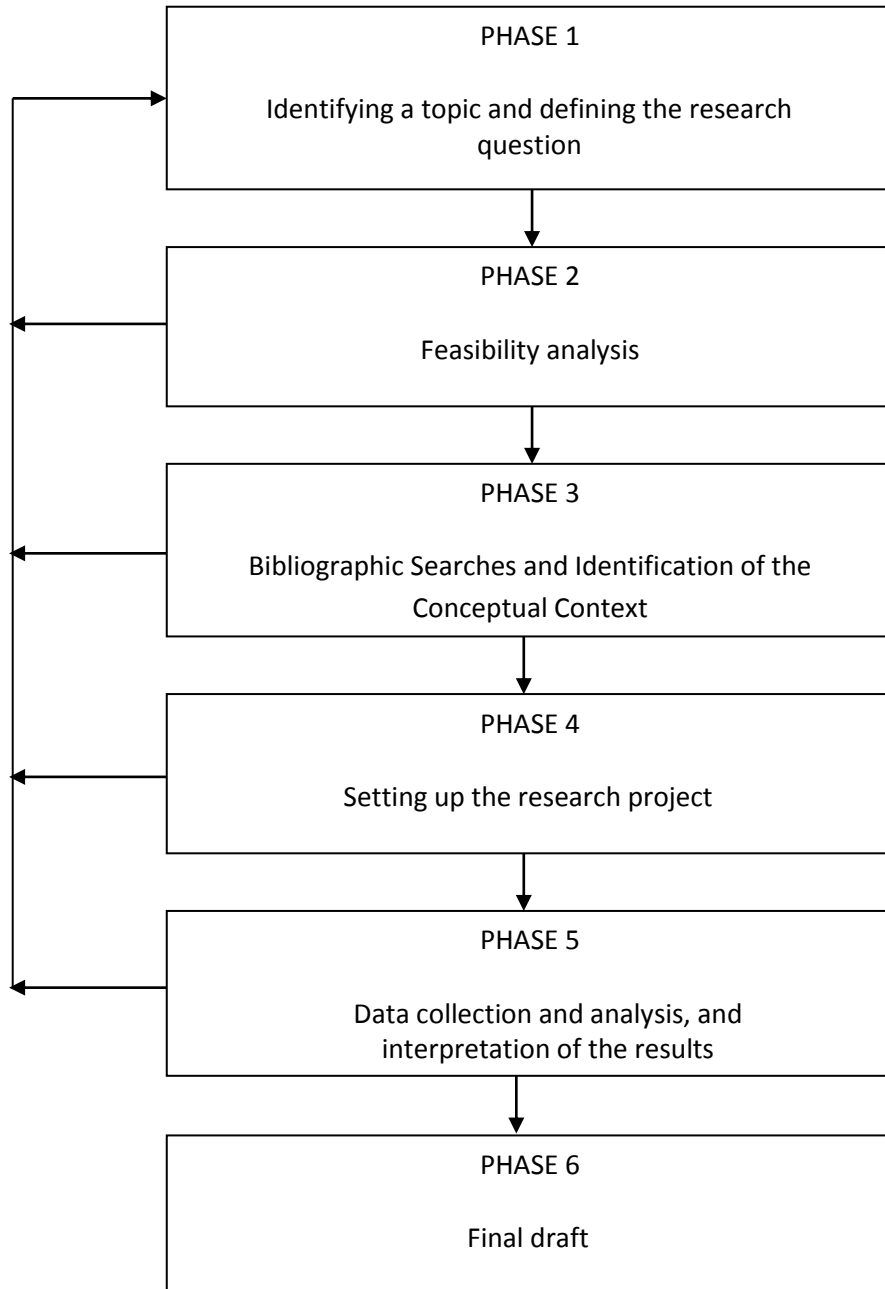 PHASE 1
Identifying a topic and defining the research
question
PHASE 2
Feasibility analysis
PHASE 3
Bibliographic Searches and Identification of the
Conceptual Context
PHASE 4
Setting up the research project
PHASE 5
Data collection and analysis, and
interpretation of the results
PHASE 6
Final draft